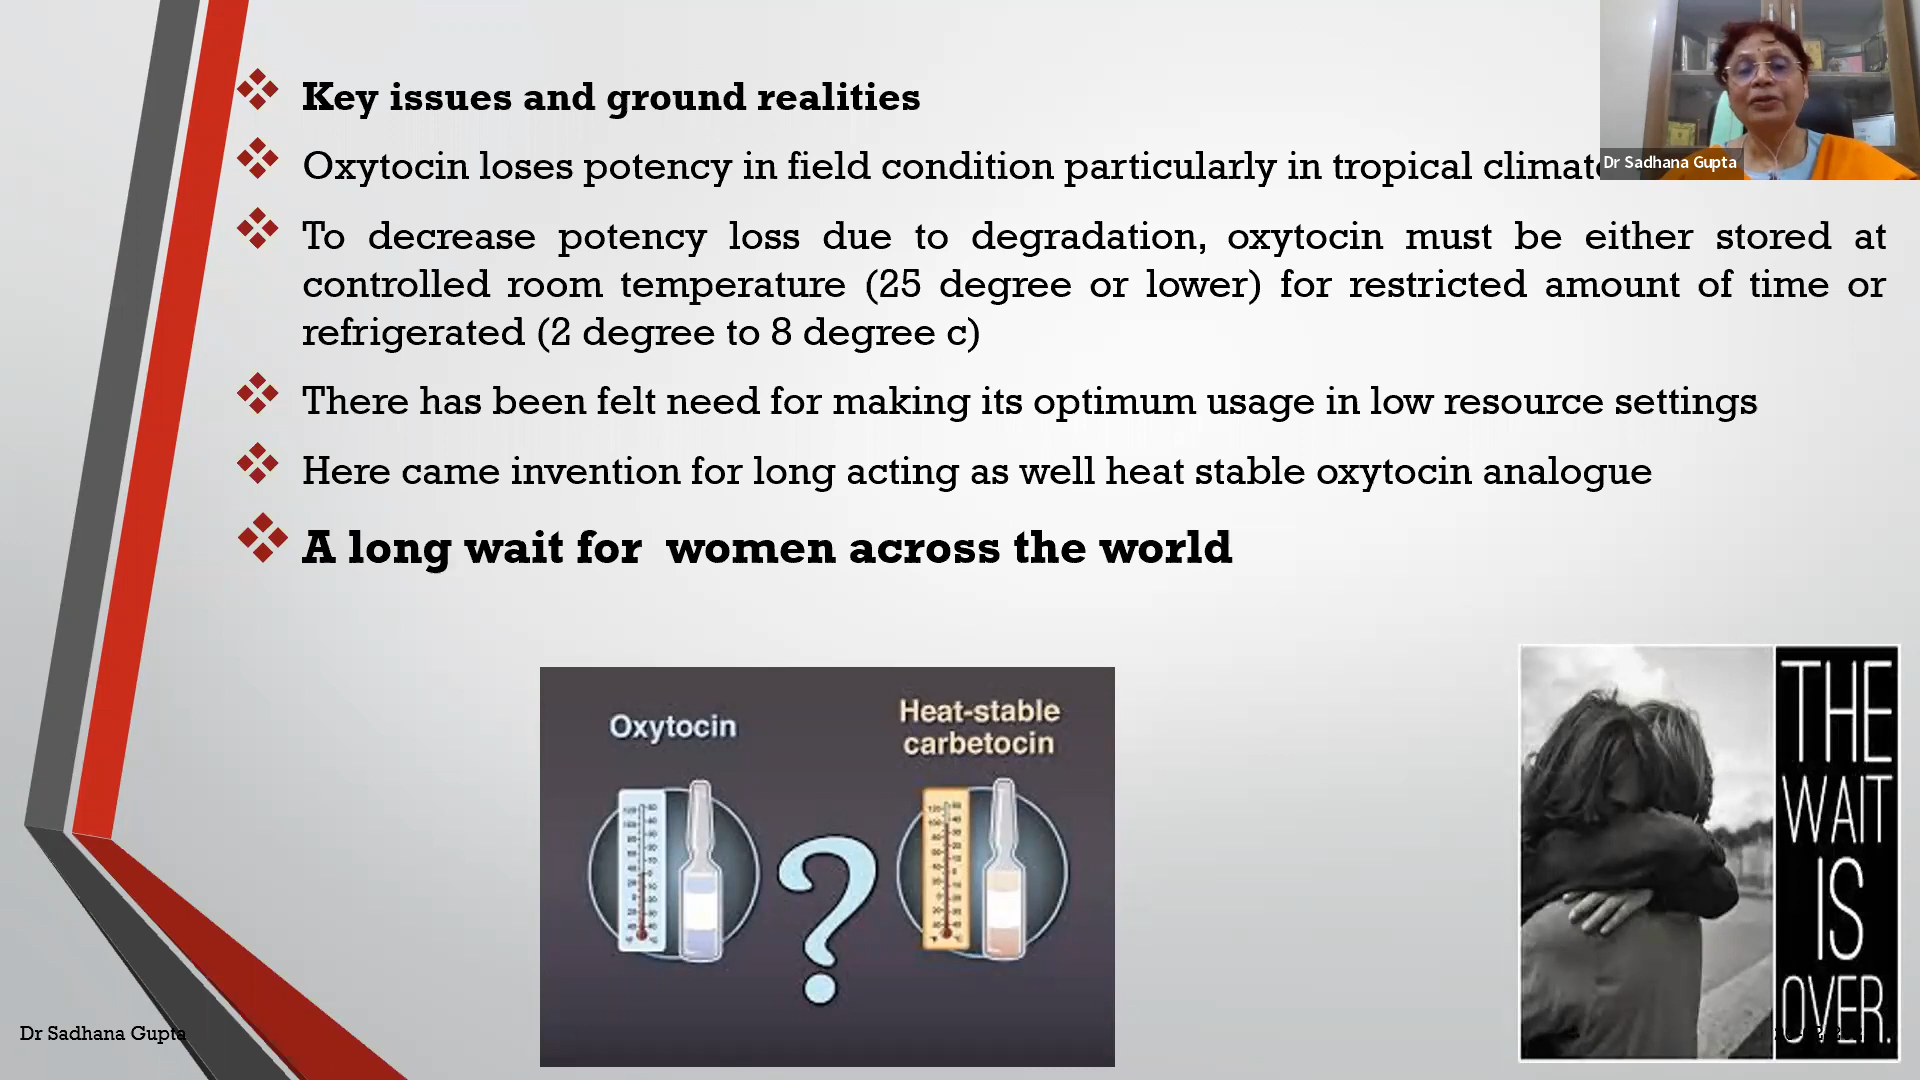 Key issues and ground realities
Oxytocin loses potency in field condition particularly in tropical climate
To decrease potency loss due to degradation, oxytocin must be either stored at
controlled room temperature (25 degree or lower) for restricted amount of time or
refrigerated (2 degree to 8 degree c)
There has been felt need for making its optimum usage in low resource settings
Here came invention for long acting as well heat stable oxytocin analogue
A long wait for women across the world
Dr Sadhana Gupta
Oxytocin
Heat-stable
carbetocin
?
THE
WAIT
IS
OVER.
Dr Sadhana Gupta